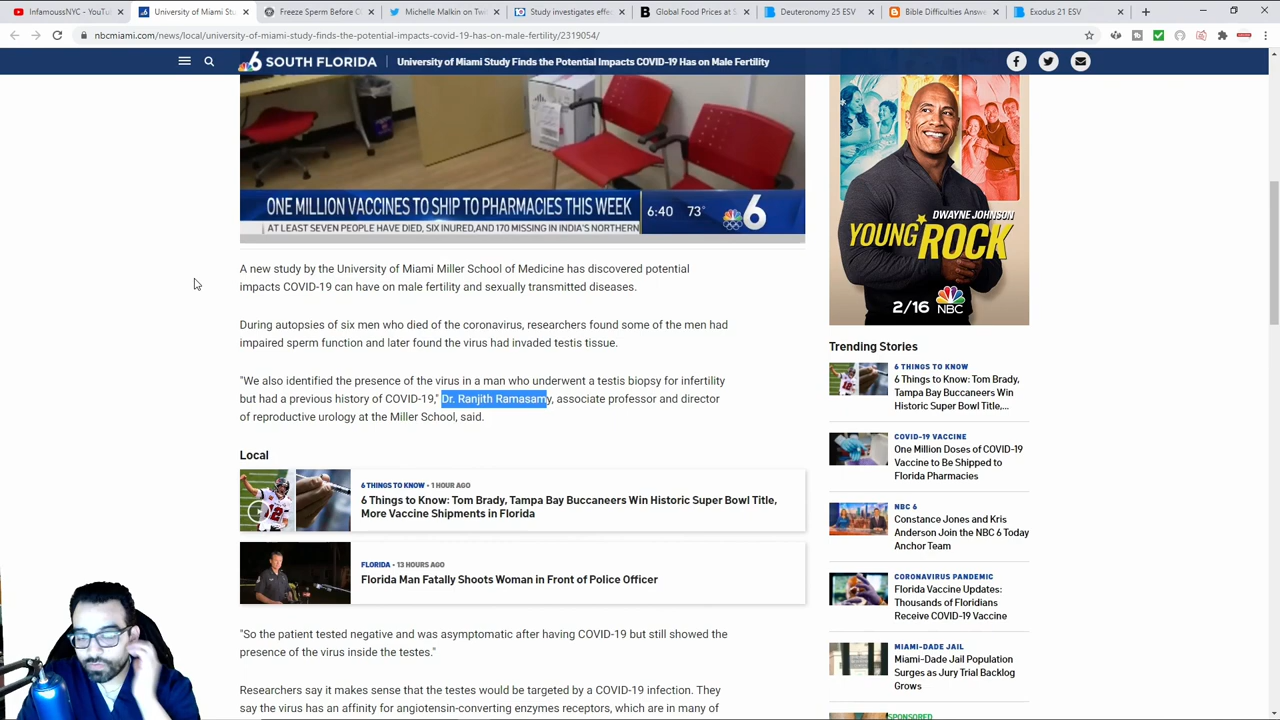 InfamousNYC - YouT
University of Miami Stu
Freeze Sperm Before C
Michelle Malkin on Tw
Study investigates effe
Global Food Prices at S
Deuteronomy 25 ESV
Bible Difficulties Answe
Exodus 21 ESV
nbcmiami.com/news/local/university-of-miami-study-finds-the-potential-impacts-covid-19-has-on-male-fertility/2319054/
6 SOUTH FLORIDA
University of Miami Study Finds the Potential Impacts COVID-19 Has on Male Fertility
ONE MILLION VACCINES TO SHIP TO PHARMACIES THIS WEEK
6:40 73°
6
AT LEAST SEVEN PEOPLE HAVE DIED, SIX INURED,AND 170 MISSING IN INDIA'S NORTHERN
A new study by the University of Miami Miller School of Medicine has discovered potential
impacts COVID-19 can have on male fertility and sexually transmitted diseases.
During autopsies of six men who died of the coronavirus, researchers found some of the men had
impaired sperm function and later found the virus had invaded testis tissue.
"We also identified the presence of the virus in a man who underwent a testis biopsy for infertility
but had a previous history of COVID-19," Dr. Ranjith Ramasamy, associate professor and director
of reproductive urology at the Miller School, said.
Local
6 THINGS TO KNOW • 1 HOUR AGO
6 Things to Know: Tom Brady, Tampa Bay Buccaneers Win Historic Super Bowl Title,
More Vaccine Shipments in Florida
FLORIDA • 13 HOURS AGO
Florida Man Fatally Shoots Woman in Front of Police Officer
"So the patient tested negative and was asymptomatic after having COVID-19 but still showed the
presence of the virus inside the testes."
Researchers say it makes sense that the testes would be targeted by a COVID-19 infection. They
say the virus has an affinity for angiotensin-converting enzymes receptors, which are in many of
DWAYNE JOHNSON
YOUNG ROCK
2/16 NBC
Trending Stories
6 THINGS TO KNOW
6 Things to Know: Tom Brady,
Tampa Bay Buccaneers Win
Historic Super Bowl Title,...
COVID-19 VACCINE
One Million Doses of COVID-19
Vaccine to Be Shipped to
Florida Pharmacies
NBC 6
Constance Jones and Kris
Anderson Join the NBC 6 Today
Anchor Team
CORONAVIRUS PANDEMIC
Florida Vaccine Updates:
Thousands of Floridians
Receive COVID-19 Vaccine
MIAMI-DADE JAIL
Miami-Dade Jail Population
Surges as Jury Trial Backlog
Grows
SPONSORED